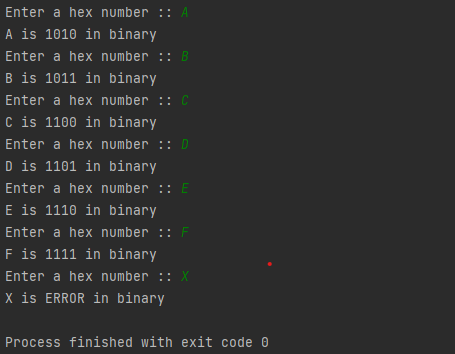 Enter a hex number :: A
A is 1010 in binary
Enter a hex number :: B
B is 1011 in binary
Enter a hex number :: C
C is 1100 in binary
Enter a hex number :: D
D is 1101 in binary
Enter a hex number :: E
E is 1110 in binary
Enter a hex number :: F
F is 1111 in binary
Enter a hex number :: X
X is ERROR in binary
Process finished with exit code 0